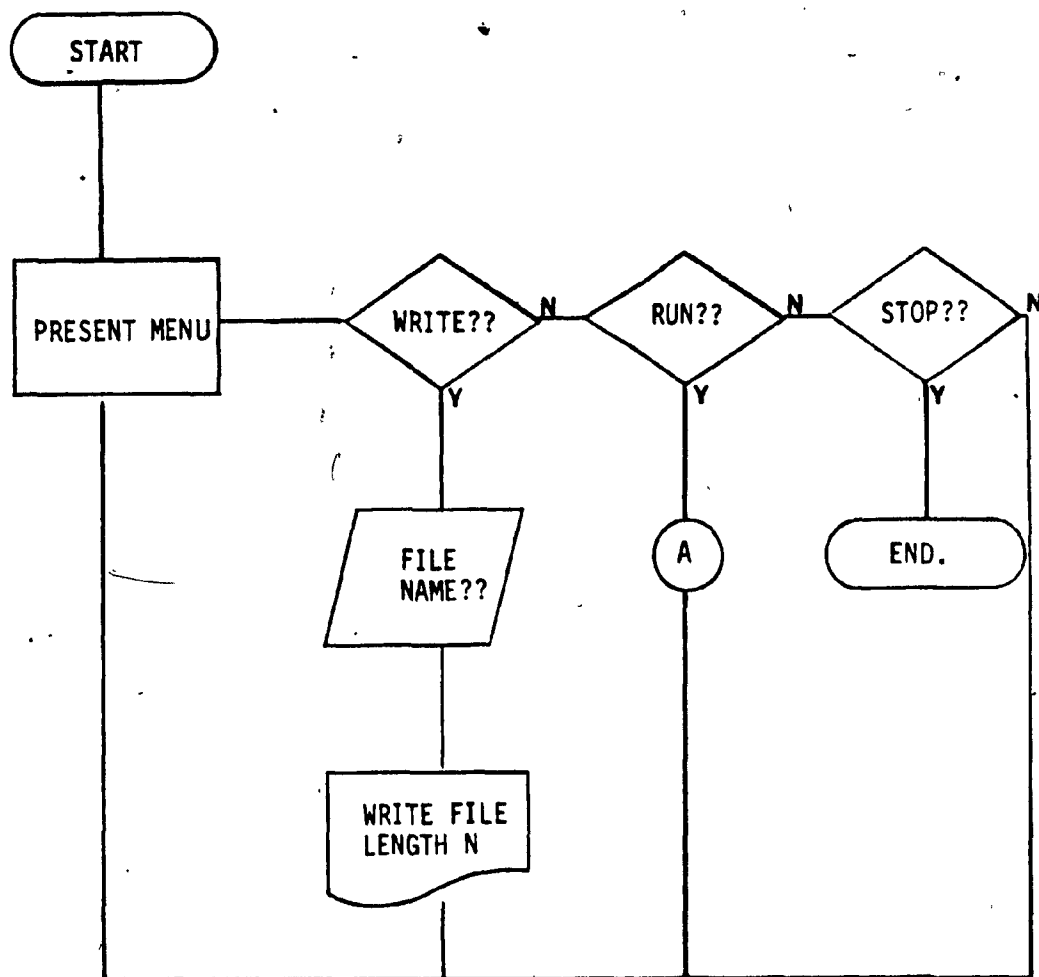 START
PRESENT MENU
WRITE??
N
RUN??
N
STOP??
N
Y
Y
Y
FILE
NAME??
A
END.
WRITE FILE
LENGTH N